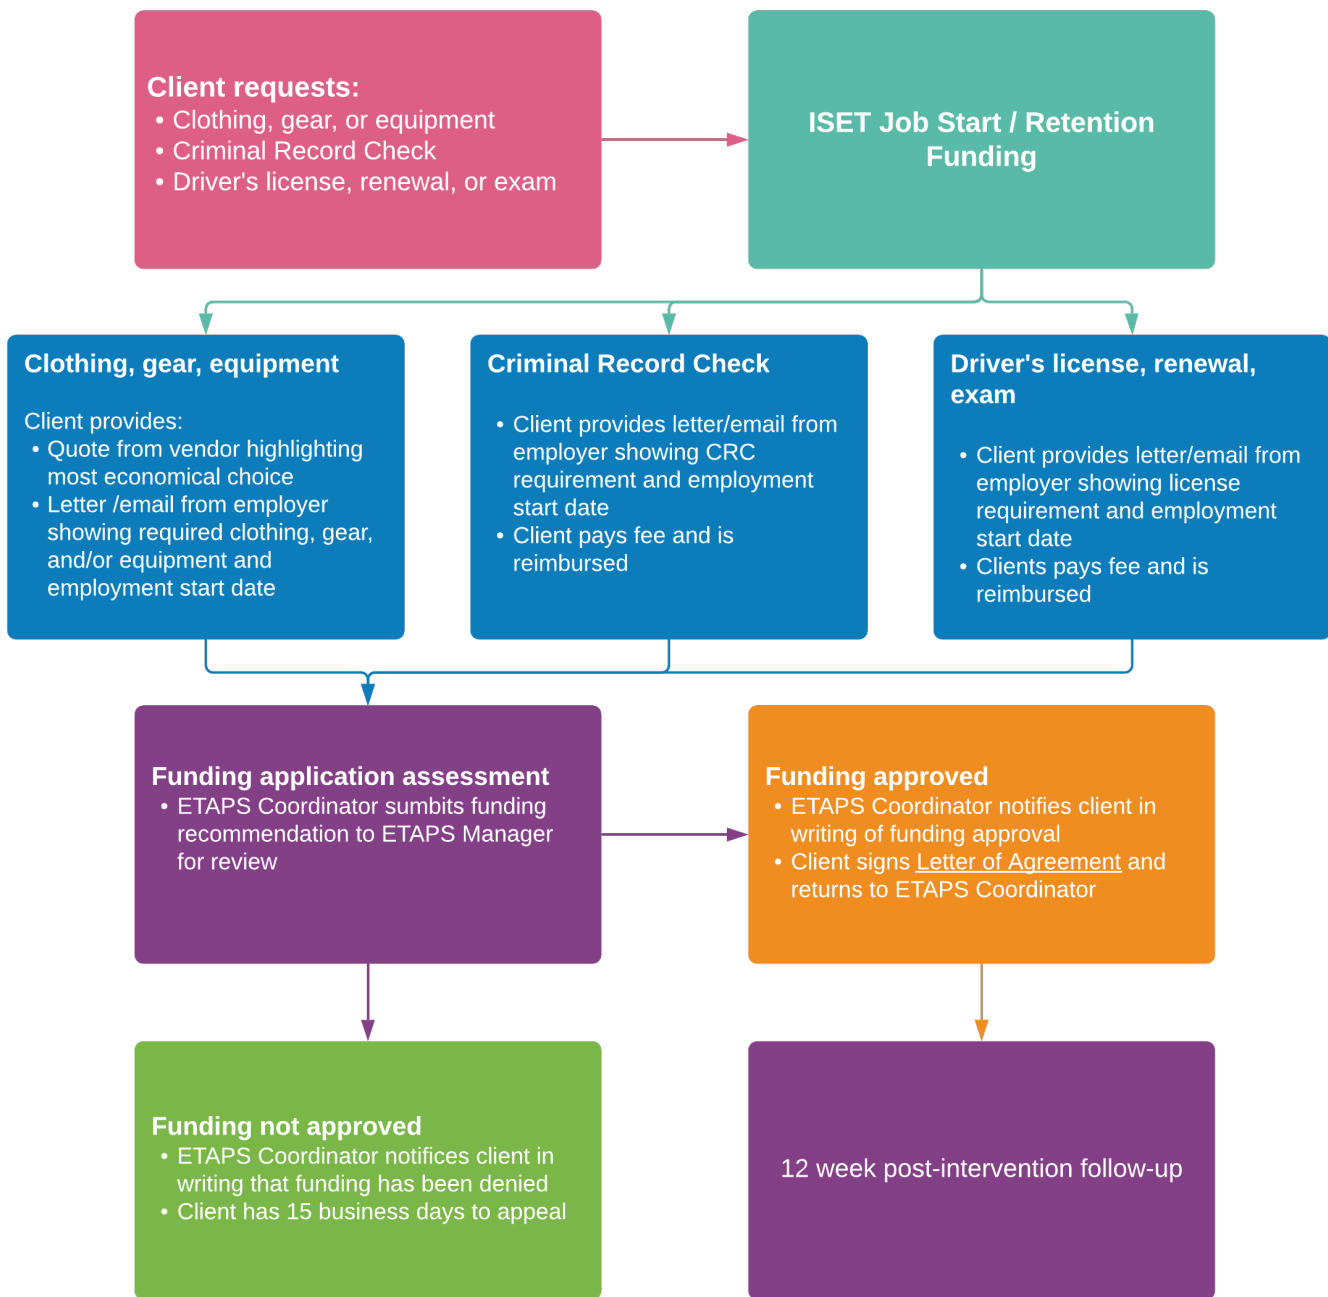 Client requests:
• Clothing, gear, or equipment
• Criminal Record Check
• Driver's license, renewal, or exam
ISET Job Start / Retention
Funding
Clothing, gear, equipment
Client provides:
• Quote from vendor highlighting
most economical choice
• Letter /email from employer
showing required clothing, gear,
and/or equipment and
employment start date
Criminal Record Check
• Client provides letter/email from
employer showing CRC
requirement and employment
start date
• Client pays fee and is
reimbursed
Driver's license, renewal,
exam
• Client provides letter/email from
employer showing license
requirement and employment
start date
• Clients pays fee and is
reimbursed
Funding application assessment
• ETAPS Coordinator sumbits funding
recommendation to ETAPS Manager
for review
Funding approved
• ETAPS Coordinator notifies client in
writing of funding approval
• Client signs Letter of Agreement and
returns to ETAPS Coordinator
Funding not approved
• ETAPS Coordinator notifices client in
writing that funding has been denied
• Client has 15 business days to appeal
12 week post-intervention follow-up